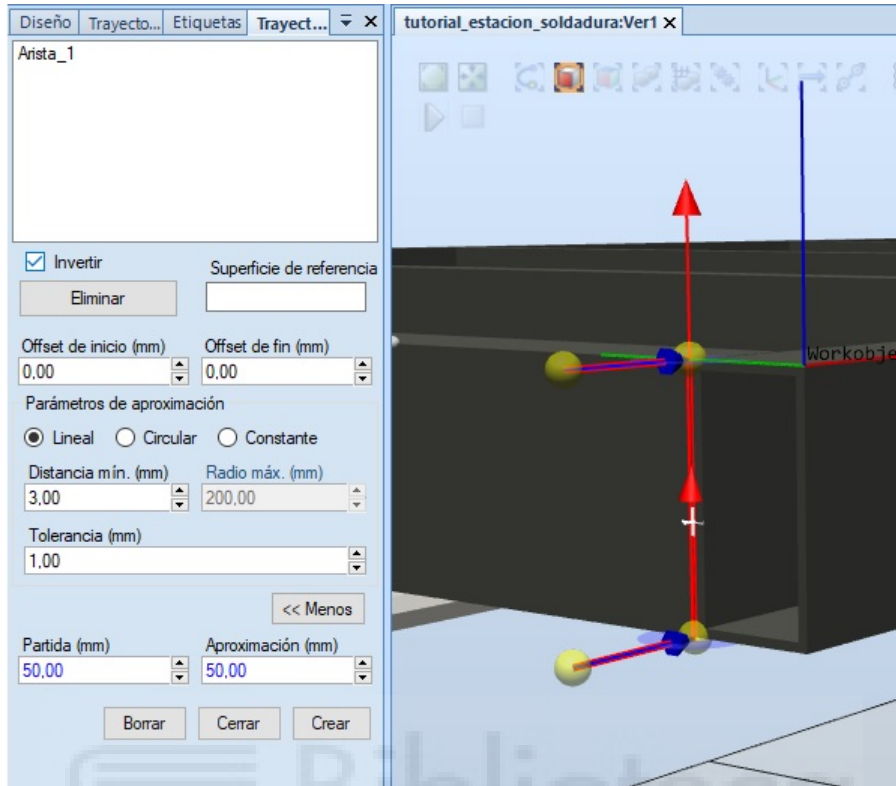 Diseño Trayecto... Etiquetas Trayect...
tutorial_estacion_soldadura:Ver1
Arista_1
Invertir
Superficie de referencia
Eliminar
Offset de inicio (mm) Offset de fin (mm)
0,00 0,00
Parámetros de aproximación
Lineal Circular Constante
Distancia mín. (mm) Radio máx. (mm)
3,00 200,00
Tolerancia (mm)
1,00
<< Menos
Partida (mm) Aproximación (mm)
50,00 50,00
Borrar Cerrar Crear
Workobje
Biblioteca